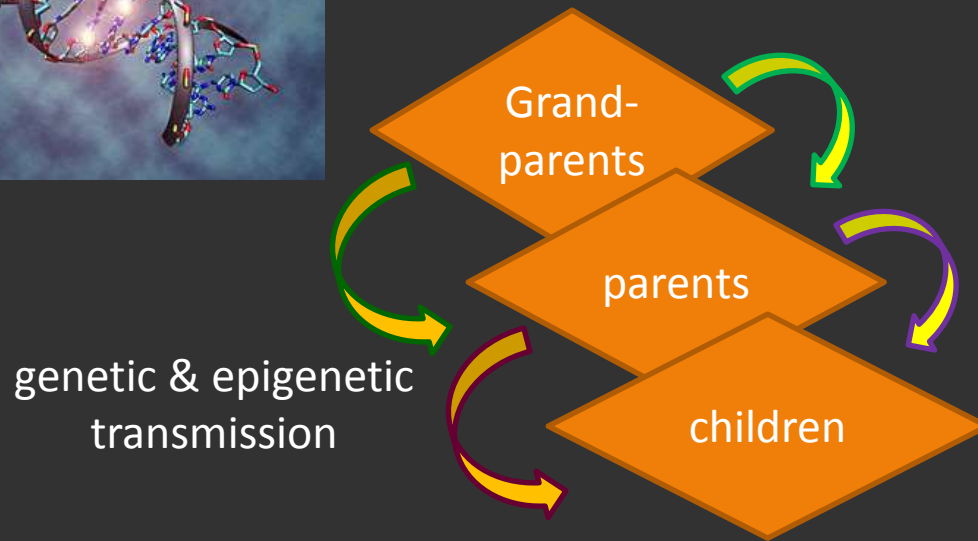 Grand-
parents
parents
genetic & epigenetic
transmission
children